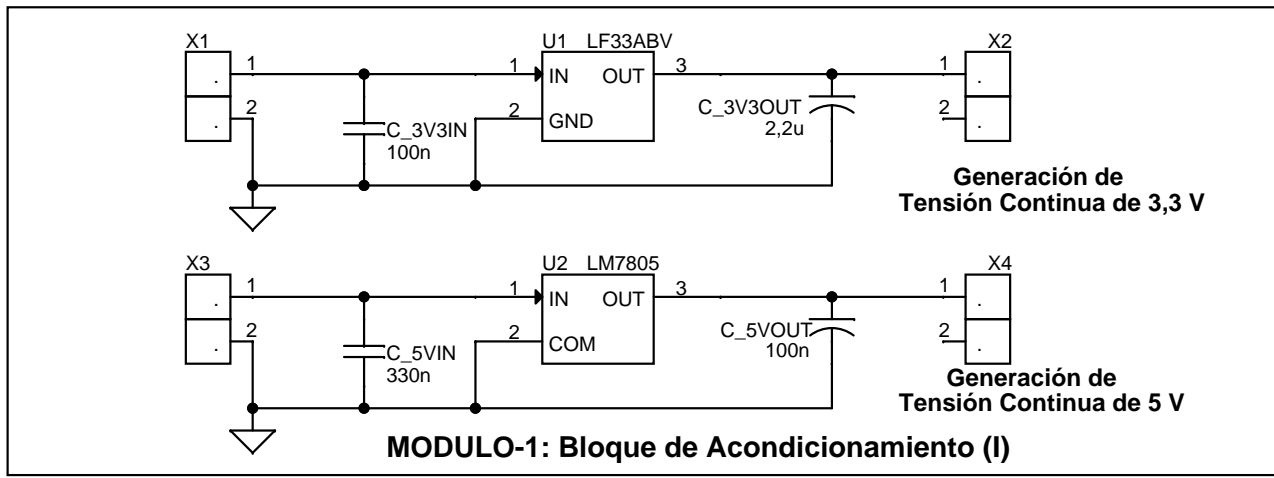 X1
U1 LF33ABV
X2
1
1
IN
OUT
3
1
.
.
2
.
2
GND
2
.
C_3V3IN
100n
C_3V3OUT
2,2u
Generación de
Tensión Continua de 3,3 V
X3
U2 LM7805
X4
1
1
IN
OUT
3
1
.
.
2
.
2
COM
2
.
C_5VIN
330n
C_5VOUT
100n
Generación de
Tensión Continua de 5 V
MODULO-1: Bloque de Acondicionamiento (I)